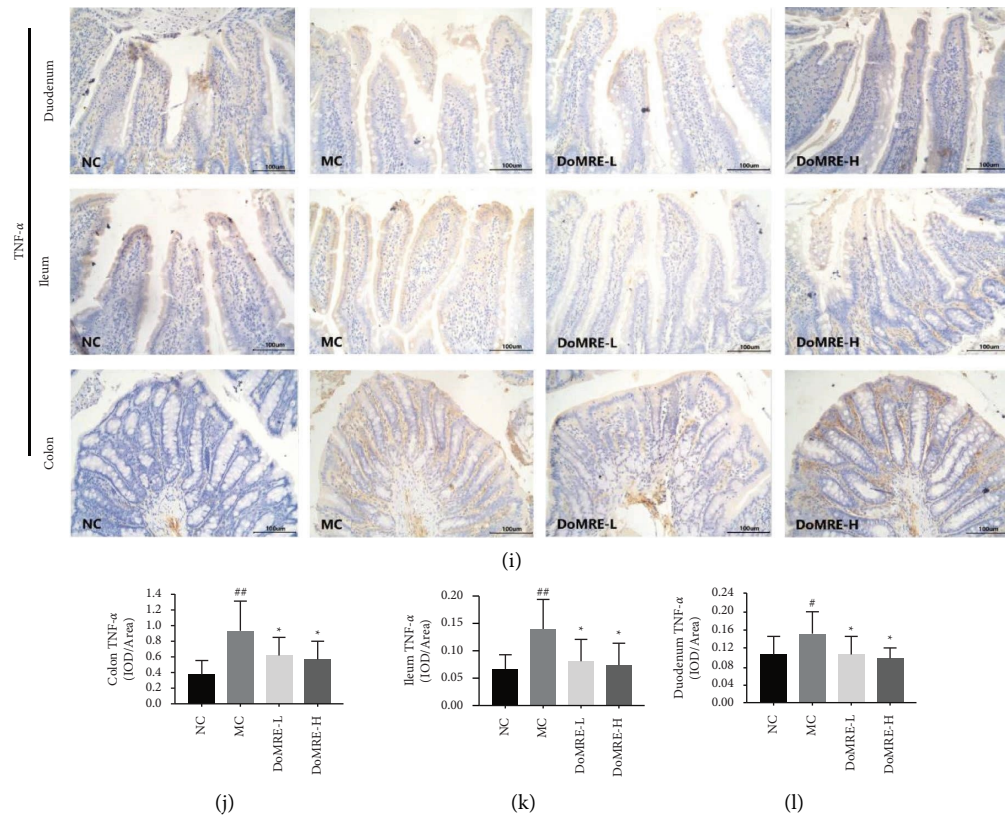 TNF-α
Duodenum
NC
100um
MC
100um
DoMRE-L
100um
DoMRE-H
100um
Ileum
NC
100um
MC
100um
DoMRE-L
100um
DoMRE-H
100um
Colon
NC
100um
MC
100um
DoMRE-L
100um
DoMRE-H
100um
(i)
Colon TNF-α
(IOD/Area)
1.4
1.2
1.0
0.8
0.6
0.4
0.2
0.0
##
*
*
NC
MC
DoMRE-L
DoMRE-H
(j)
Ileum TNF-α
(IOD/Area)
0.20
0.15
0.10
0.05
0.00
##
*
*
NC
MC
DoMRE-L
DoMRE-H
(k)
Duodenum TNF-α
(IOD/Area)
0.24
0.20
0.16
0.12
0.08
0.04
0.00
#
*
*
NC
MC
DoMRE-L
DoMRE-H
(l)